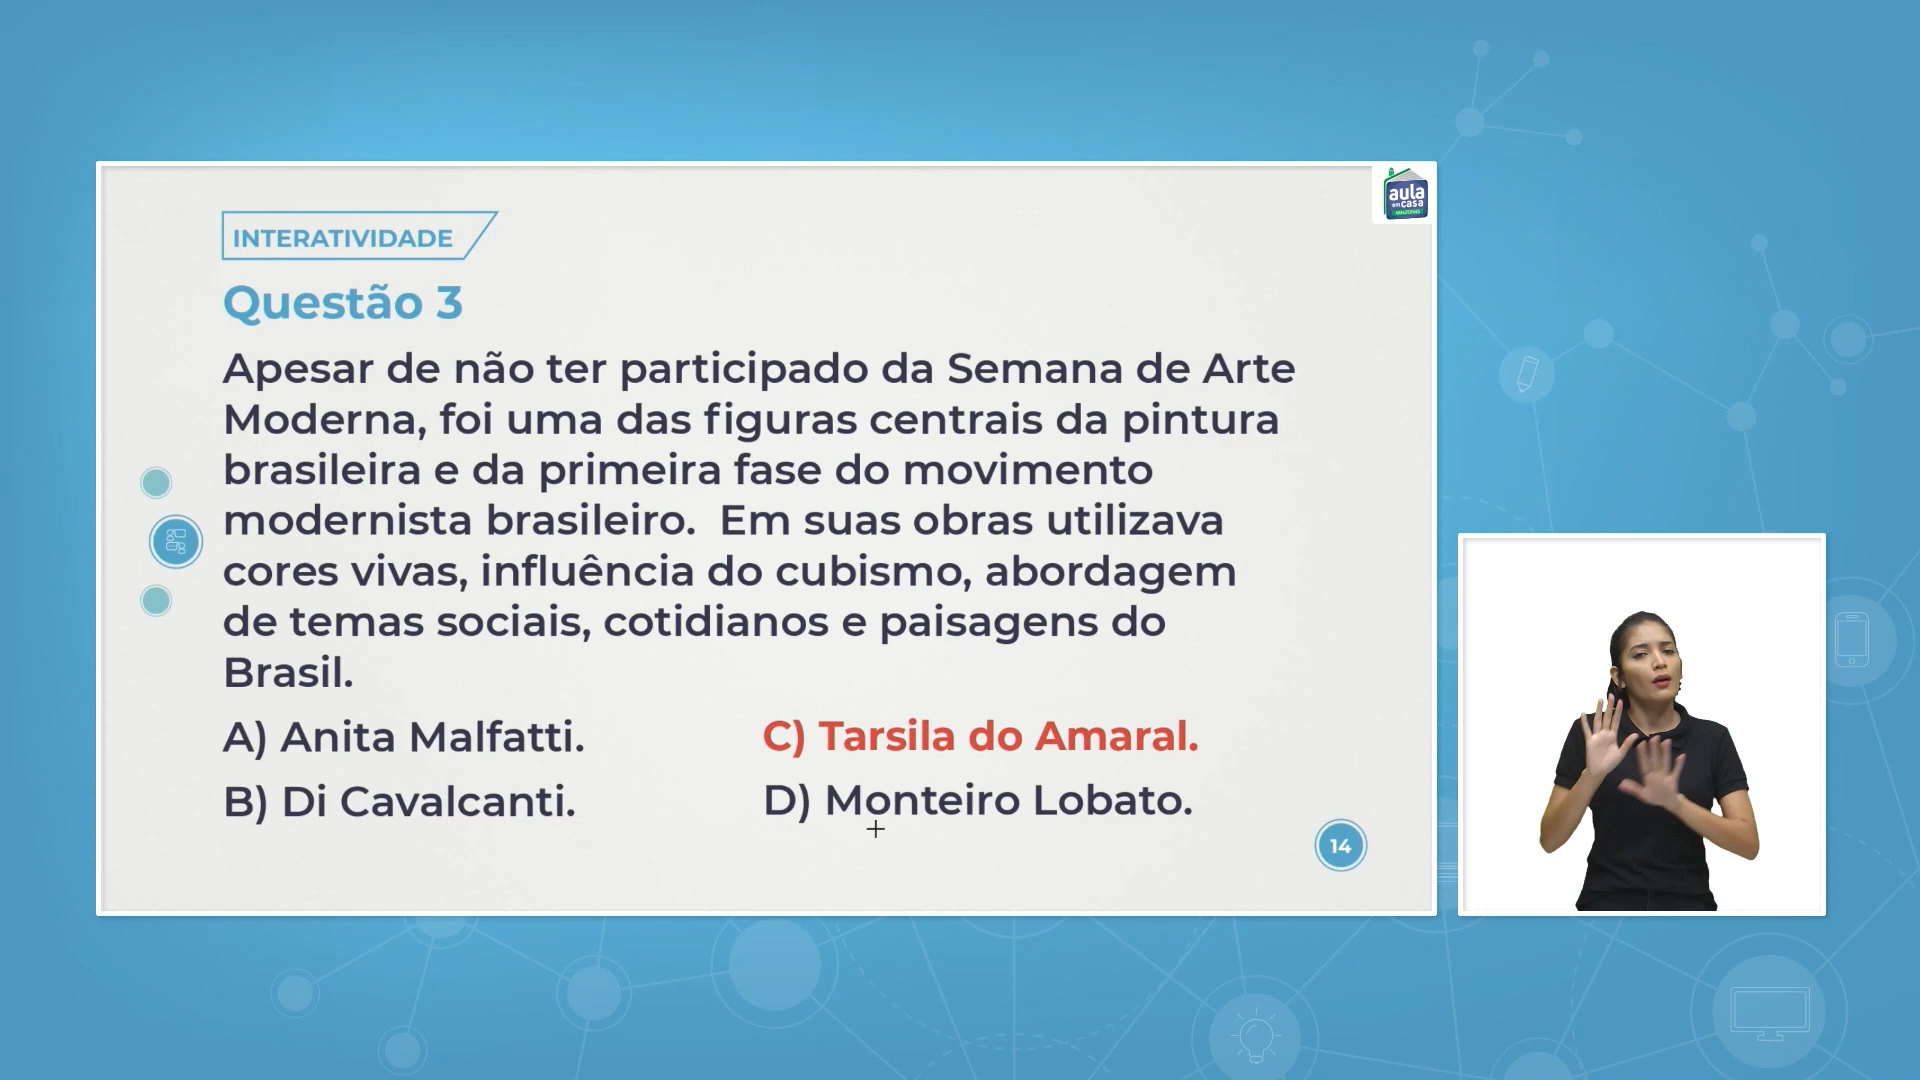 aula
em casa
AMAZONAS
INTERATIVIDADE
Questão 3
Apesar de não ter participado da Semana de Arte
Moderna, foi uma das figuras centrais da pintura
brasileira e da primeira fase do movimento
modernista brasileiro.  Em suas obras utilizava
cores vivas, influência do cubismo, abordagem
de temas sociais, cotidianos e paisagens do
Brasil.
A) Anita Malfatti.
B) Di Cavalcanti.
C) Tarsila do Amaral.
D) Monteiro Lobato.
14